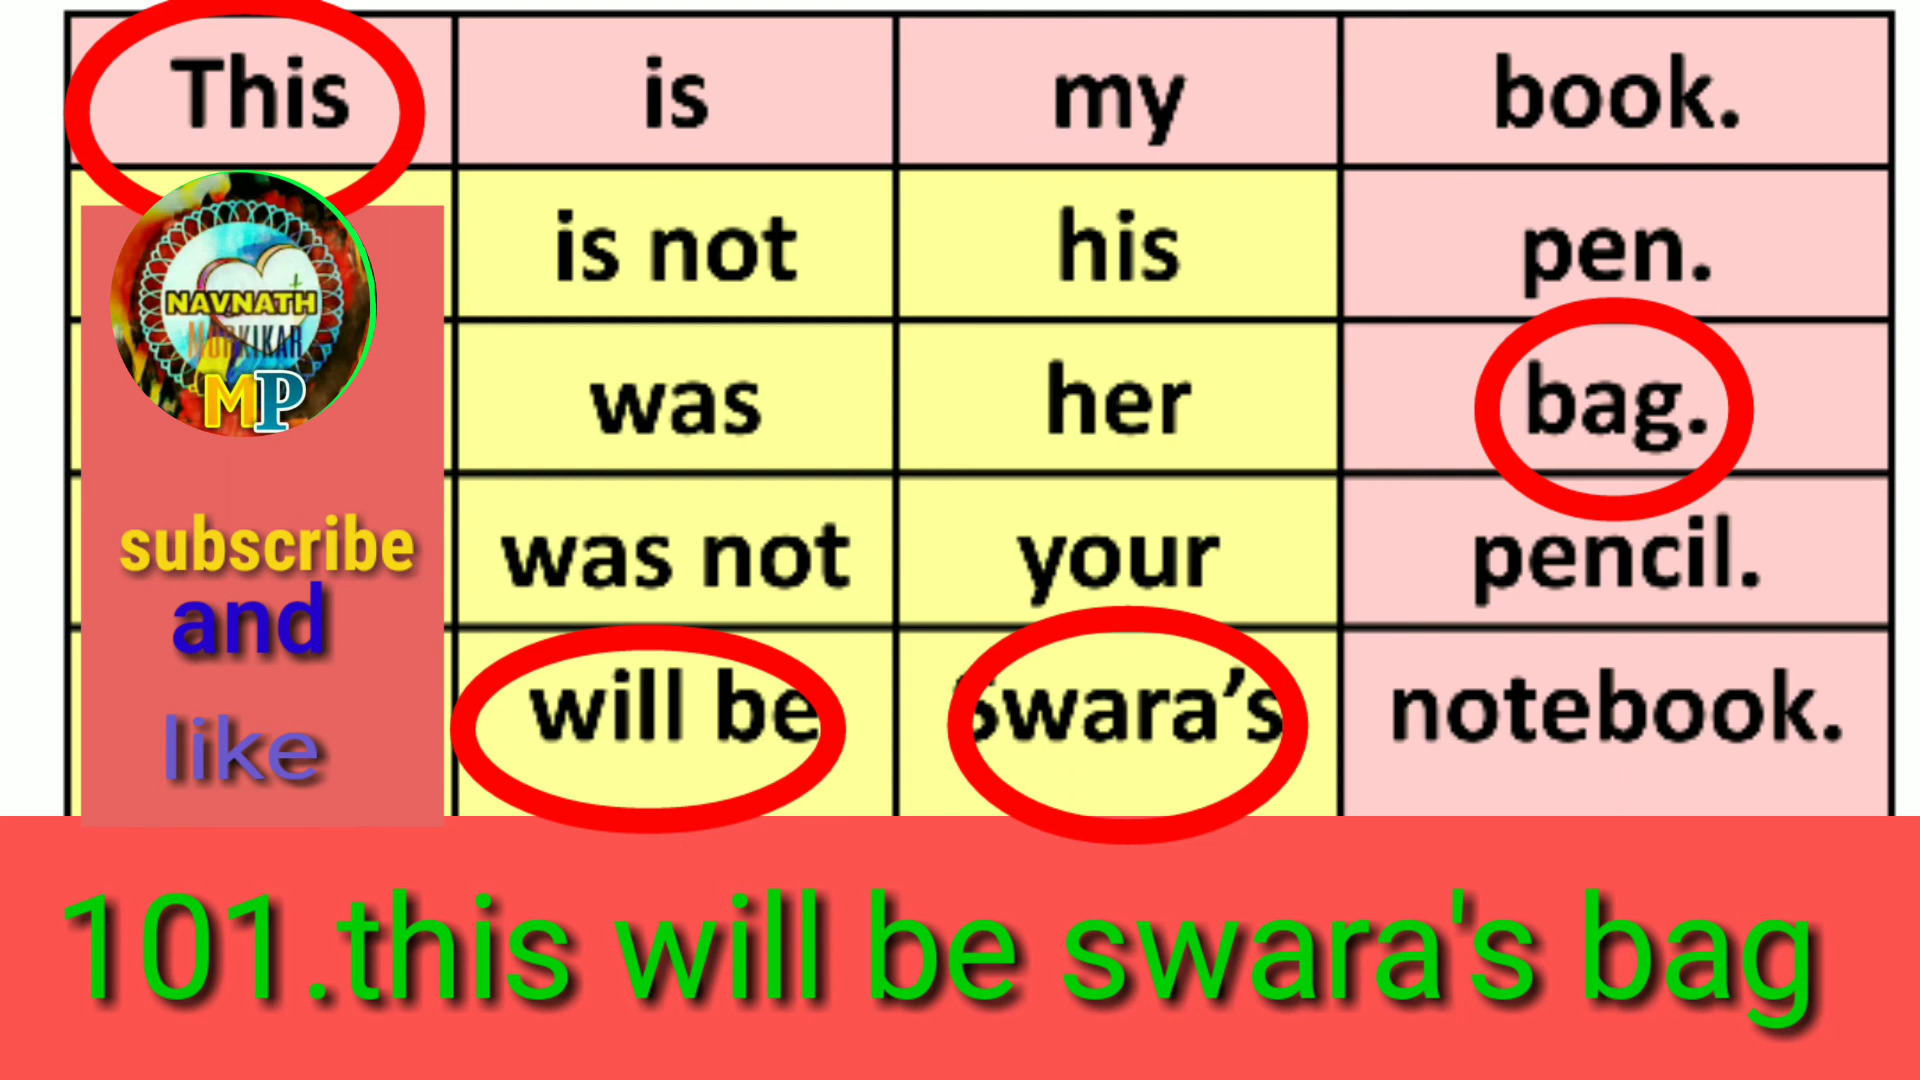 This is my book.
is not his pen.
was her bag.
was not your pencil.
will be Swara’s notebook.
NAVNATH
MURKIKAR
MP
subscribe
and
like
101.this will be swara's bag